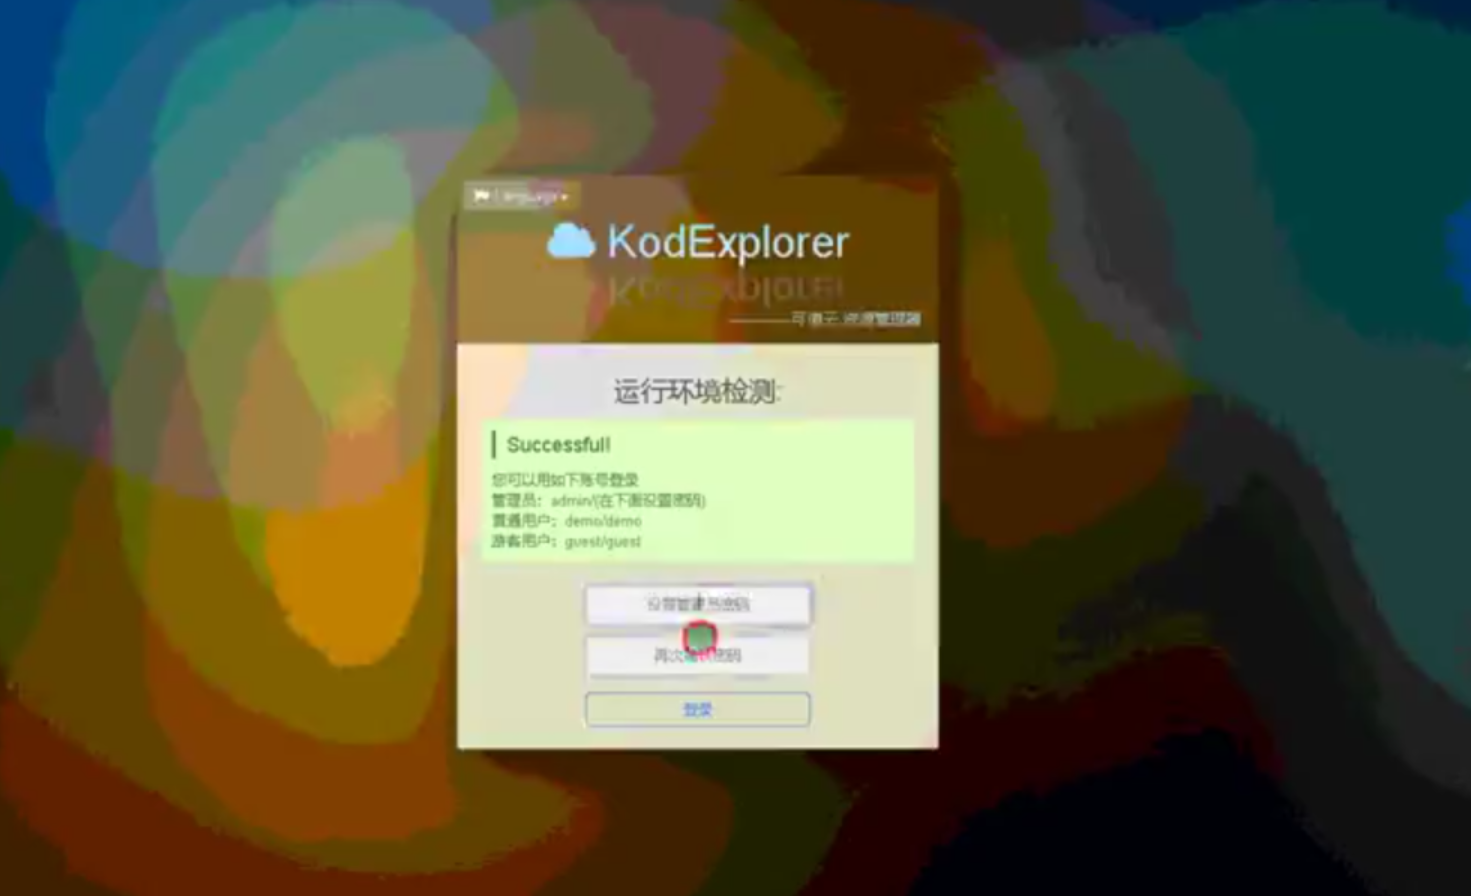 Language
KodExplorer
——可道云.资源管理器
运行环境检测:
Successful!
您可以用如下账号登录
管理员：admin/(在下面设置密码)
普通用户：demo/demo
游客用户：guest/guest
设置管理员密码
再次确认密码
登录